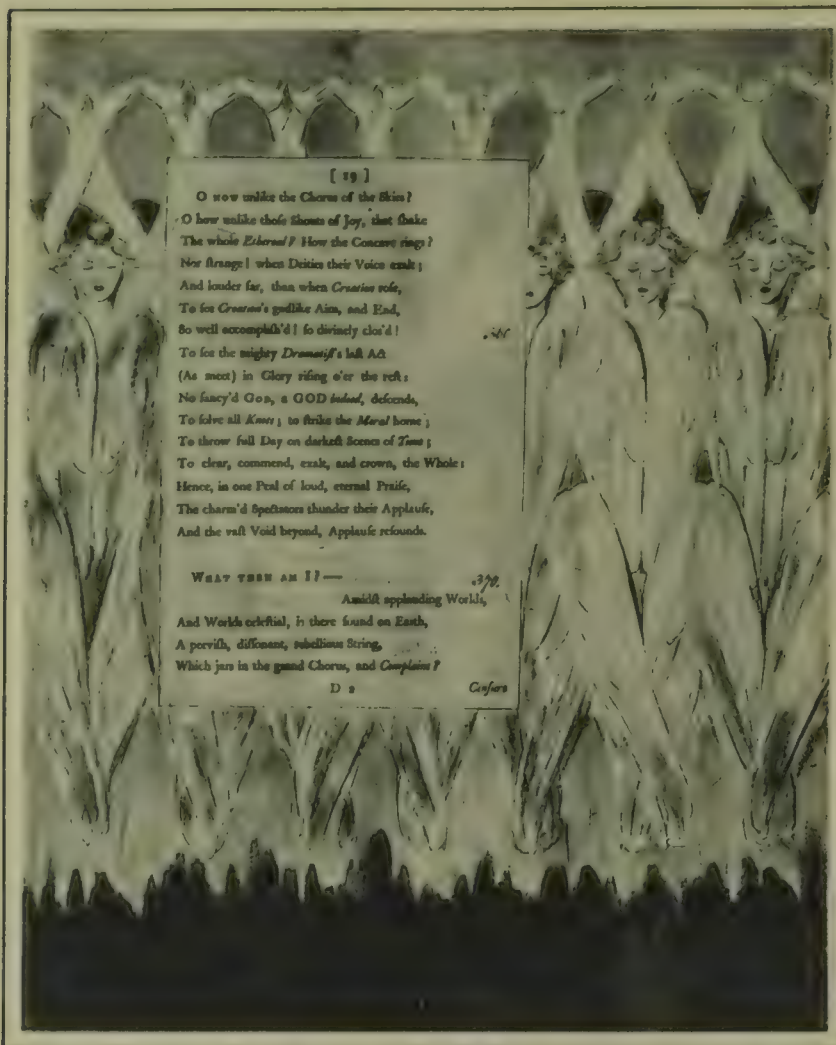 [ 19 ]
O how unlike the Chorus of the Skies?
O how unlike thoſe Shouts of Joy, that ſhake
The whole Ethereal? How the Concave rings?
Nor ſtrange! when Deities their Voice exalt;
And louder far, than when Creation roſe,
To ſee Creation's godlike Aim, and End,
So well accompliſh'd! ſo divinely clos'd!
To ſee the mighty Dramatiſt's laſt Act
(As meet) in Glory riſing o'er the reſt:
No fancy'd GOD, a GOD indeed, deſcends,
To ſolve all Knots; to ſtrike the Moral home;
To throw full Day on darkeſt Scenes of Time;
To clear, commend, exalt, and crown, the Whole:
Hence, in one Peal of loud, eternal Praiſe,
The charm'd Spectators thunder their Applauſe,
And the vaſt Void beyond, Applauſe reſounds.
WHAT THEN AM I?—
370.
Amidſt applauding Worlds,
And Worlds celeſtial, is there found on Earth,
A peeviſh, diſſonant, rebellious String,
Which jars in the grand Chorus, and Complains?
D 2 Cenſure